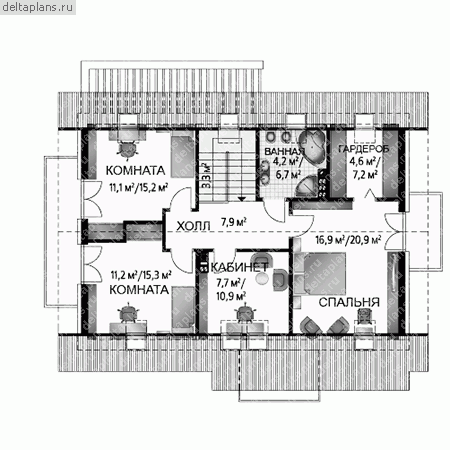 deltaplans.ru
КОМНАТА
11,1 м²/15,2 м²
3,3 м²
ВАННАЯ
4,2 м²/
6,7 м²
ГАРДЕРОБ
4,6 м²/
7,2 м²
ХОЛЛ 7,9 м²
16,9 м²/20,9 м²
СПАЛЬНЯ
11,2 м²/15,3 м²
КОМНАТА
КАБИНЕТ
7,7 м²/
10,9 м²